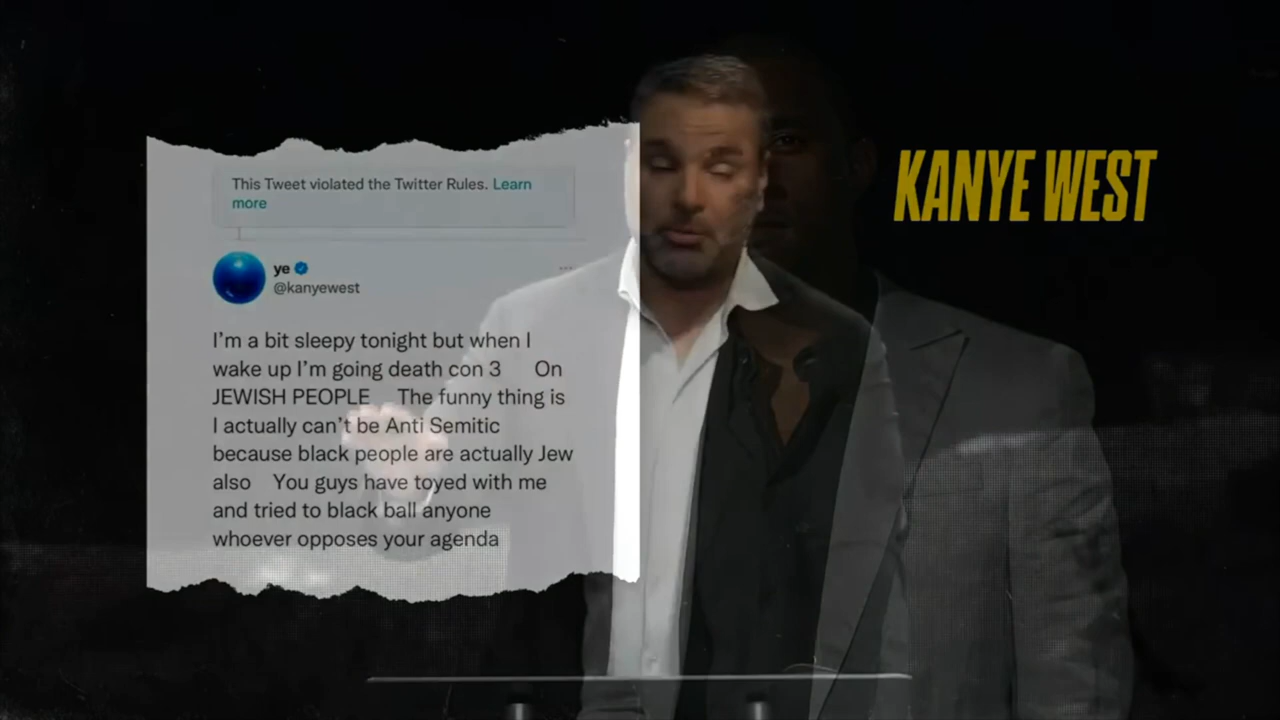 This Tweet violated the Twitter Rules. Learn
more
ye
@kanyewest
I'm a bit sleepy tonight but when I
wake up I'm going death con 3 On
JEWISH PEOPLE The funny thing is
I actually can't be Anti Semitic
because black people are actually Jew
also You guys have toyed with me
and tried to black ball anyone
whoever opposes your agenda
KANYE WEST